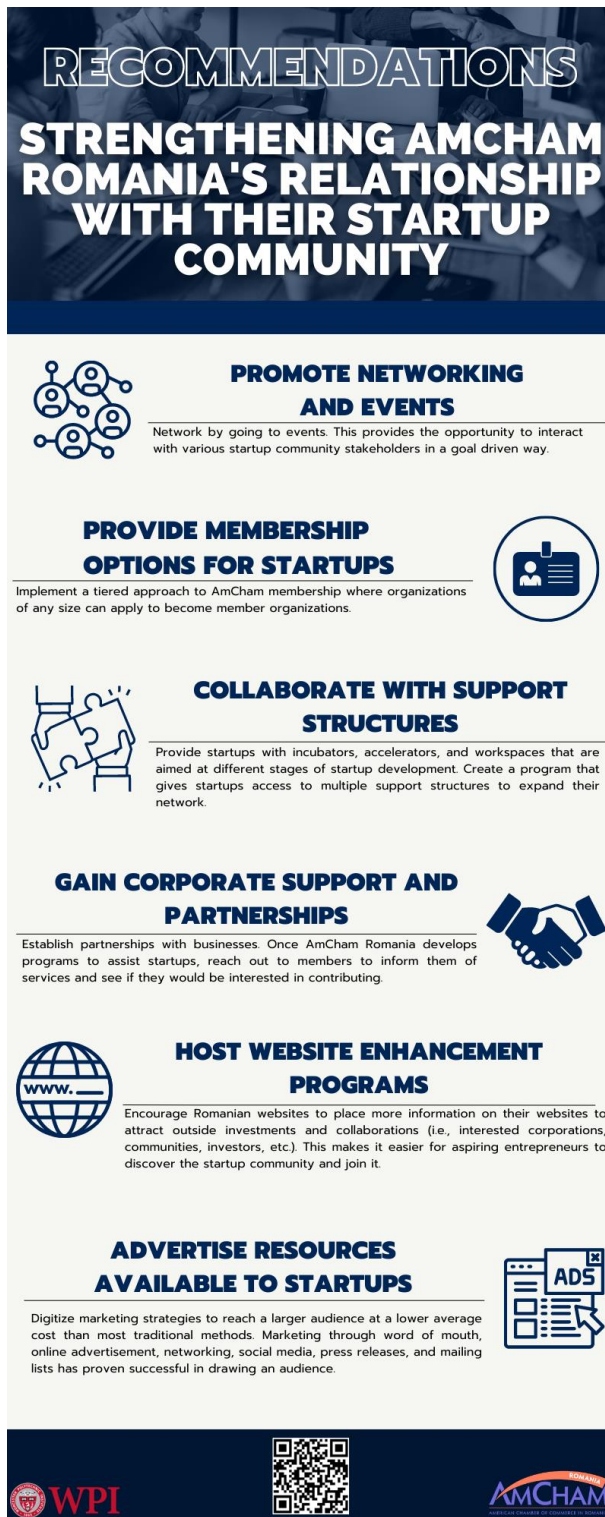 RECOMMENDATIONS
STRENGTHENING AMCHAM
ROMANIA'S RELATIONSHIP
WITH THEIR STARTUP
COMMUNITY
PROMOTE NETWORKING
AND EVENTS
Network by going to events. This provides the opportunity to interact
with various startup community stakeholders in a goal driven way.
PROVIDE MEMBERSHIP
OPTIONS FOR STARTUPS
Implement a tiered approach to AmCham membership where organizations
of any size can apply to become member organizations.
COLLABORATE WITH SUPPORT
STRUCTURES
Provide startups with incubators, accelerators, and workspaces that are
aimed at different stages of startup development. Create a program that
gives startups access to multiple support structures to expand their
network.
GAIN CORPORATE SUPPORT AND
PARTNERSHIPS
Establish partnerships with businesses. Once AmCham Romania develops
programs to assist startups, reach out to members to inform them of
services and see if they would be interested in contributing.
www.
HOST WEBSITE ENHANCEMENT
PROGRAMS
Encourage Romanian websites to place more information on their websites to
attract outside investments and collaborations (i.e., interested corporations,
communities, investors, etc.). This makes it easier for aspiring entrepreneurs to
discover the startup community and join it.
ADVERTISE RESOURCES
AVAILABLE TO STARTUPS
ADS
Digitize marketing strategies to reach a larger audience at a lower average
cost than most traditional methods. Marketing through word of mouth,
online advertisement, networking, social media, press releases, and mailing
lists has proven successful in drawing an audience.
WPI
ROMANIA
AMCHAM
AMERICAN CHAMBER OF COMMERCE IN ROMANIA